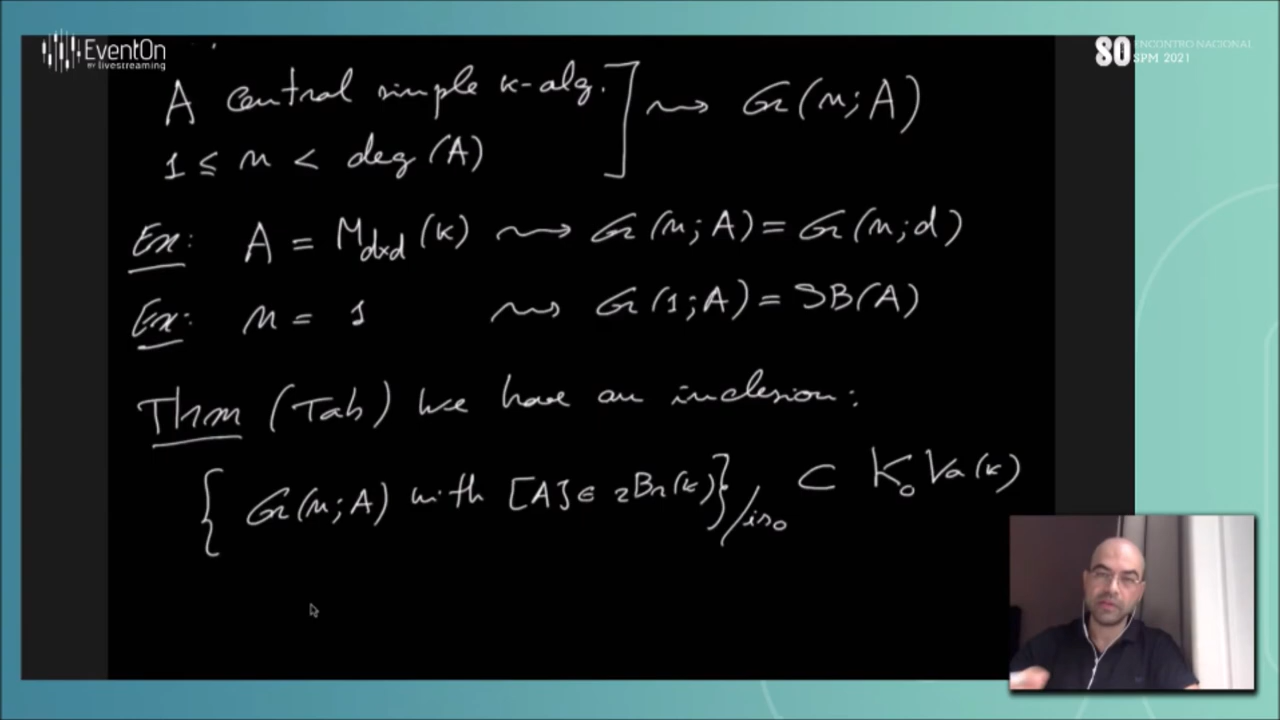 EventOn
BY livestreaming
80 ENCONTRO NACIONAL
SPM 2021
A central simple k-alg.
1 ≤ n < deg(A)
] ⇝ Gr(n;A)
Ex: A = M_{d×d}(k) ⇝ Gr(n;A) = Gr(n;d)
Ex: n = 1 ⇝ Gr(1;A) = SB(A)
Thm (Tab) We have an inclusion:
{ Gr(n;A) with [A] ∈ ₂Br(k) }/iso ⊂ K₀Var(k)